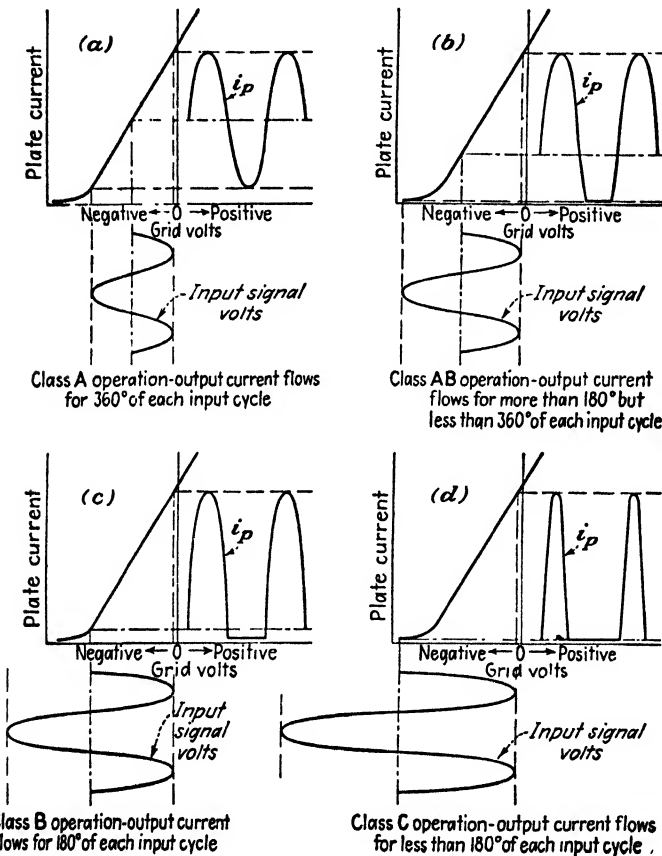 (a)
Plate current
ip
Negative ← 0 → Positive
Grid volts
Input signal
volts
Class A operation-output current flows
for 360° of each input cycle
(b)
Plate current
ip
Negative ← 0 → Positive
Grid volts
Input signal
volts
Class AB operation-output current
flows for more than 180° but
less than 360° of each input cycle
(c)
Plate current
ip
Negative ← 0 → Positive
Grid volts
Input
signal
volts
lass B operation-output current
lows for 180° of each input cycle
(d)
Plate current
ip
Negative ← 0 → Positive
Grid volts
Input signal
volts
Class C operation-output current flows
for less than 180° of each input cycle.